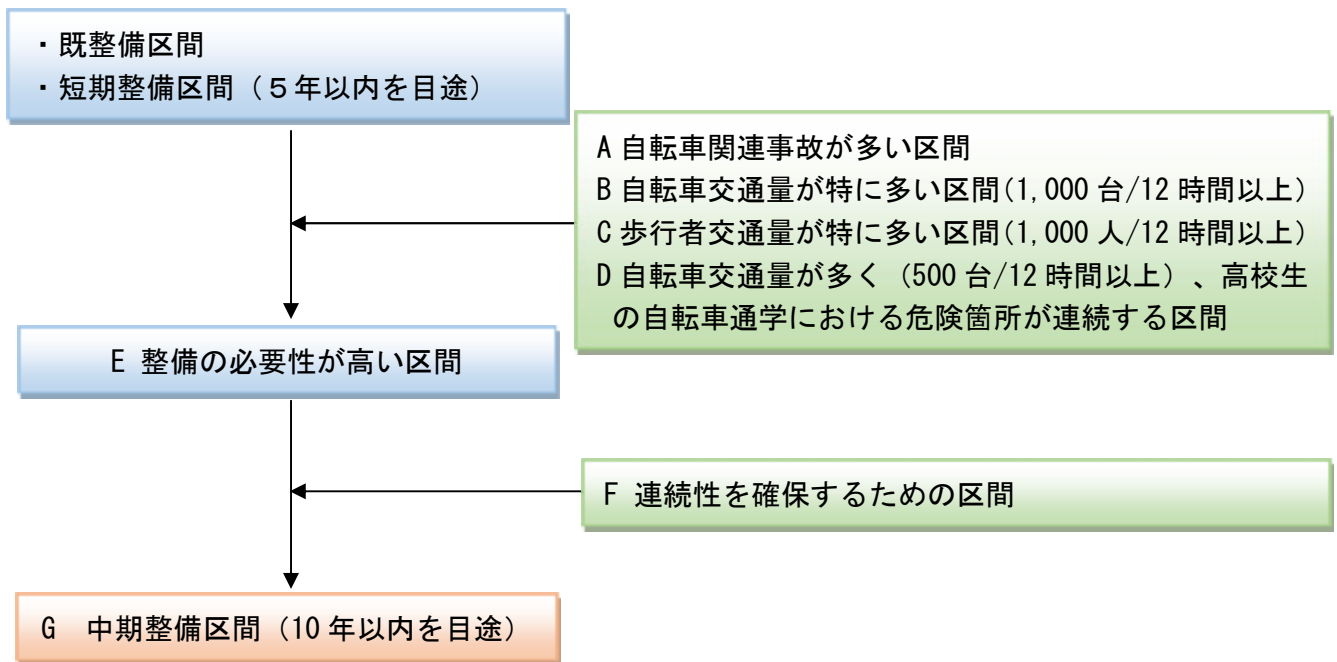 ・既整備区間
・短期整備区間（５年以内を目途）
A 自転車関連事故が多い区間
B 自転車交通量が特に多い区間(1,000 台/12 時間以上)
C 歩行者交通量が特に多い区間(1,000 人/12 時間以上)
D 自転車交通量が多く（500 台/12 時間以上）、高校生
の自転車通学における危険箇所が連続する区間
E 整備の必要性が高い区間
F 連続性を確保するための区間
G　中期整備区間（10 年以内を目途）